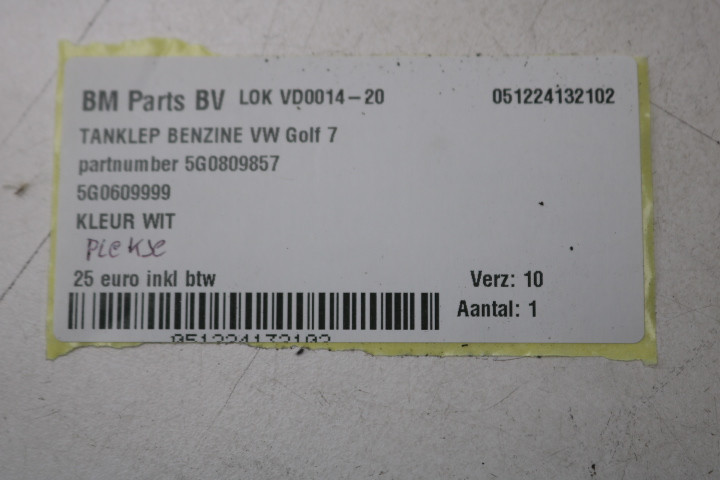 BM Parts BV LOK VD0014-20 051224132102
TANKLEP BENZINE VW Golf 7
partnumber 5G0809857
5G0609999
KLEUR WIT
25 euro inkl btw Verz: 10
Aantal: 1
051224132102